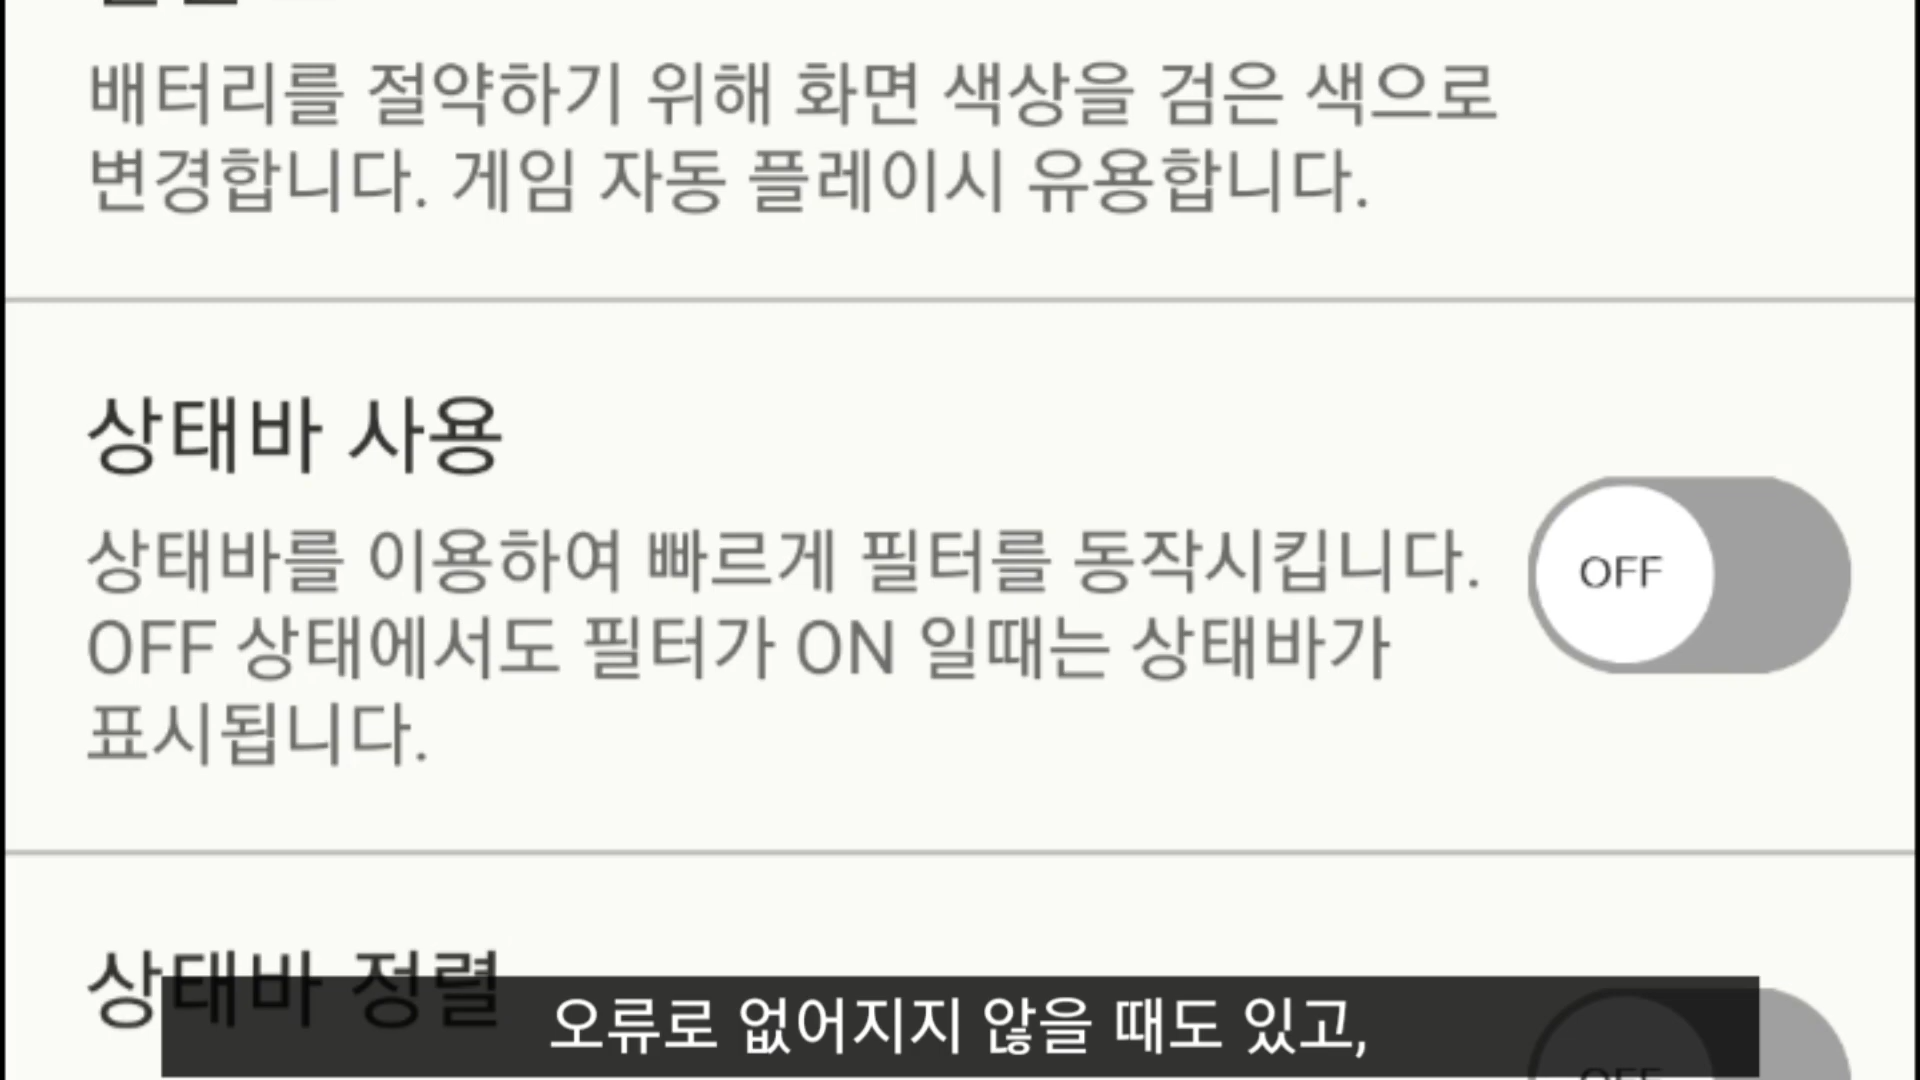 배터리를 절약하기 위해 화면 색상을 검은 색으로
변경합니다. 게임 자동 플레이시 유용합니다.
상태바 사용
상태바를 이용하여 빠르게 필터를 동작시킵니다.
OFF 상태에서도 필터가 ON 일때는 상태바가
표시됩니다.
OFF
상태바 정렬
오류로 없어지지 않을 때도 있고,
OFF